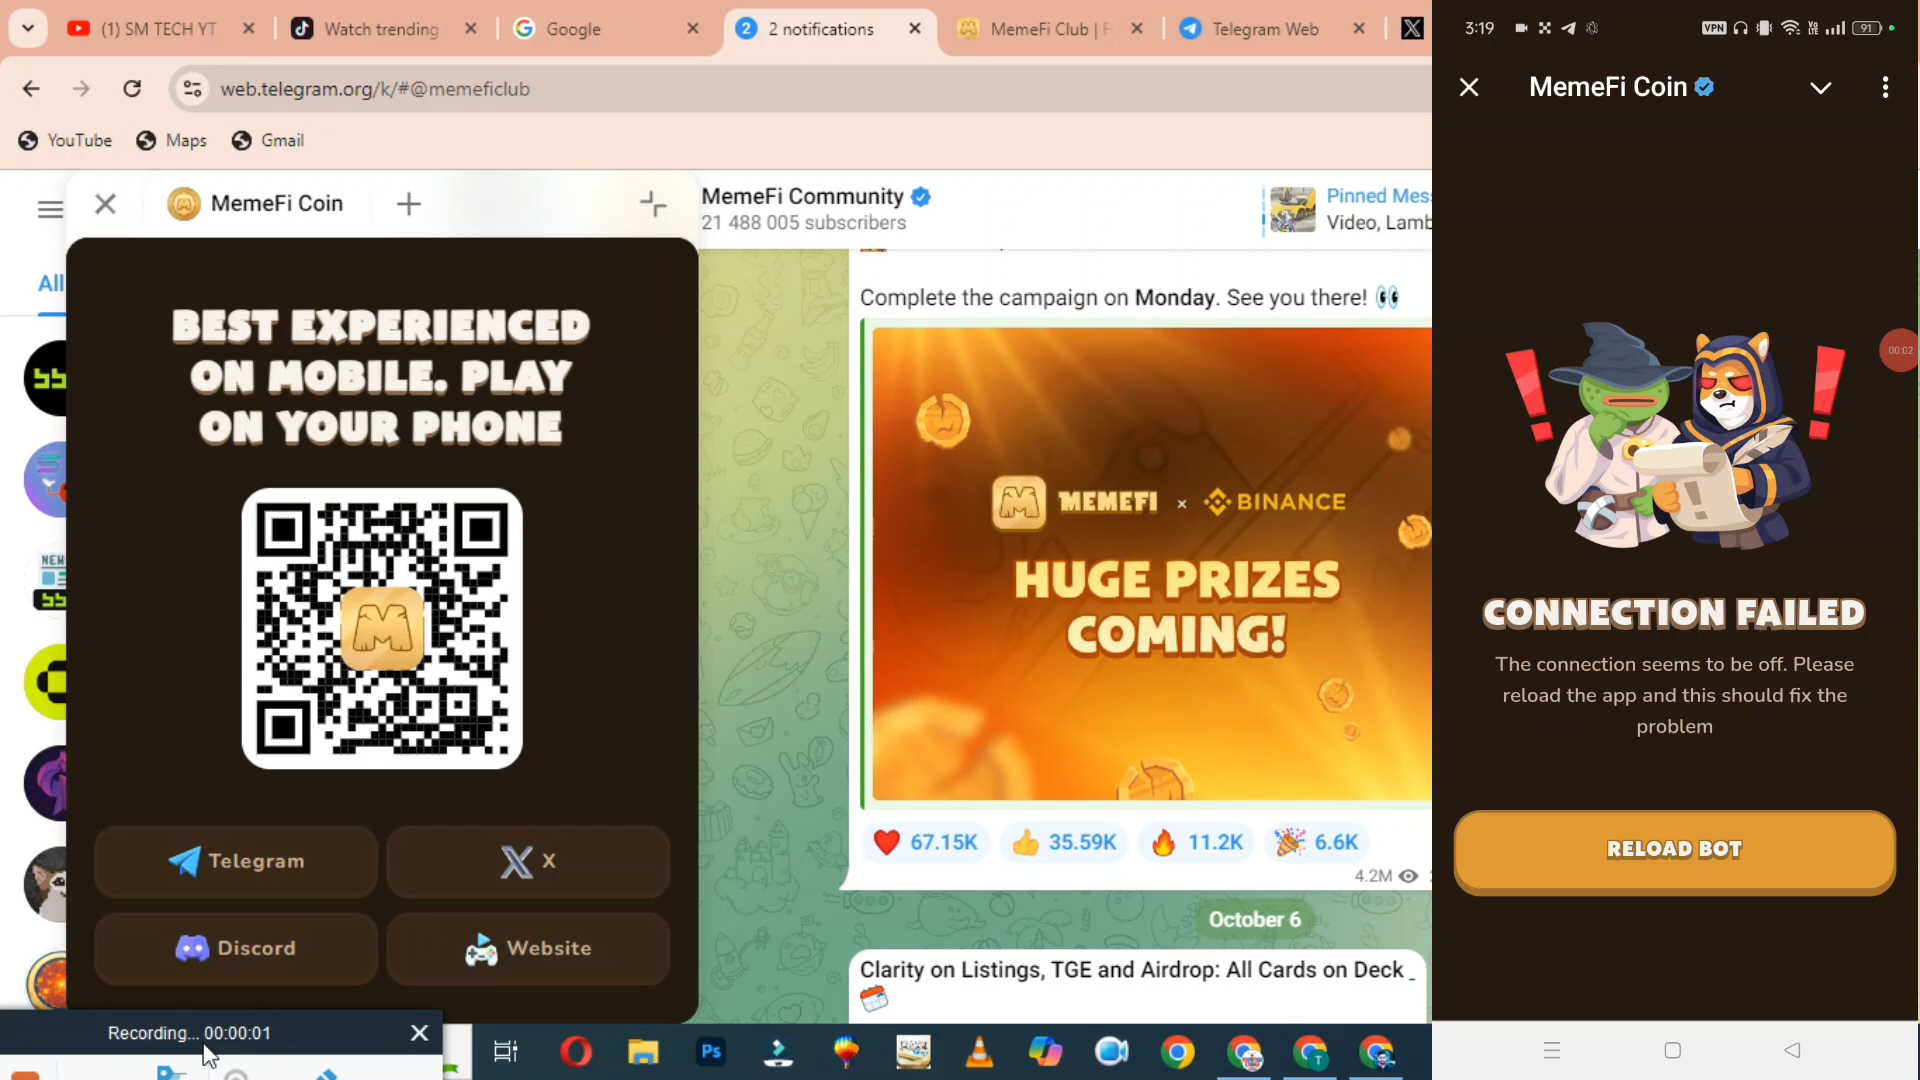 (1) SM TECH YT
Watch trending
Google
2
2 notifications
MemeFi Club | F
Telegram Web
web.telegram.org/k/#@memeficlub
YouTube
Maps
Gmail
MemeFi Coin
All
BEST EXPERIENCED
ON MOBILE. PLAY
ON YOUR PHONE
Telegram
X
Discord
Website
NEW
MemeFi Community
21 488 005 subscribers
Pinned Mes
Video, Lamb
Complete the campaign on Monday. See you there! 👀
MEMEFI × BINANCE
HUGE PRIZES
COMING!
❤️ 67.15K 👍 35.59K 🔥 11.2K 🎉 6.6K
4.2M
October 6
Clarity on Listings, TGE and Airdrop: All Cards on Deck
Recording... 00:00:01
Ps
T
3:19
VPN
91
MemeFi Coin
00:02
CONNECTION FAILED
The connection seems to be off. Please
reload the app and this should fix the
problem
RELOAD BOT